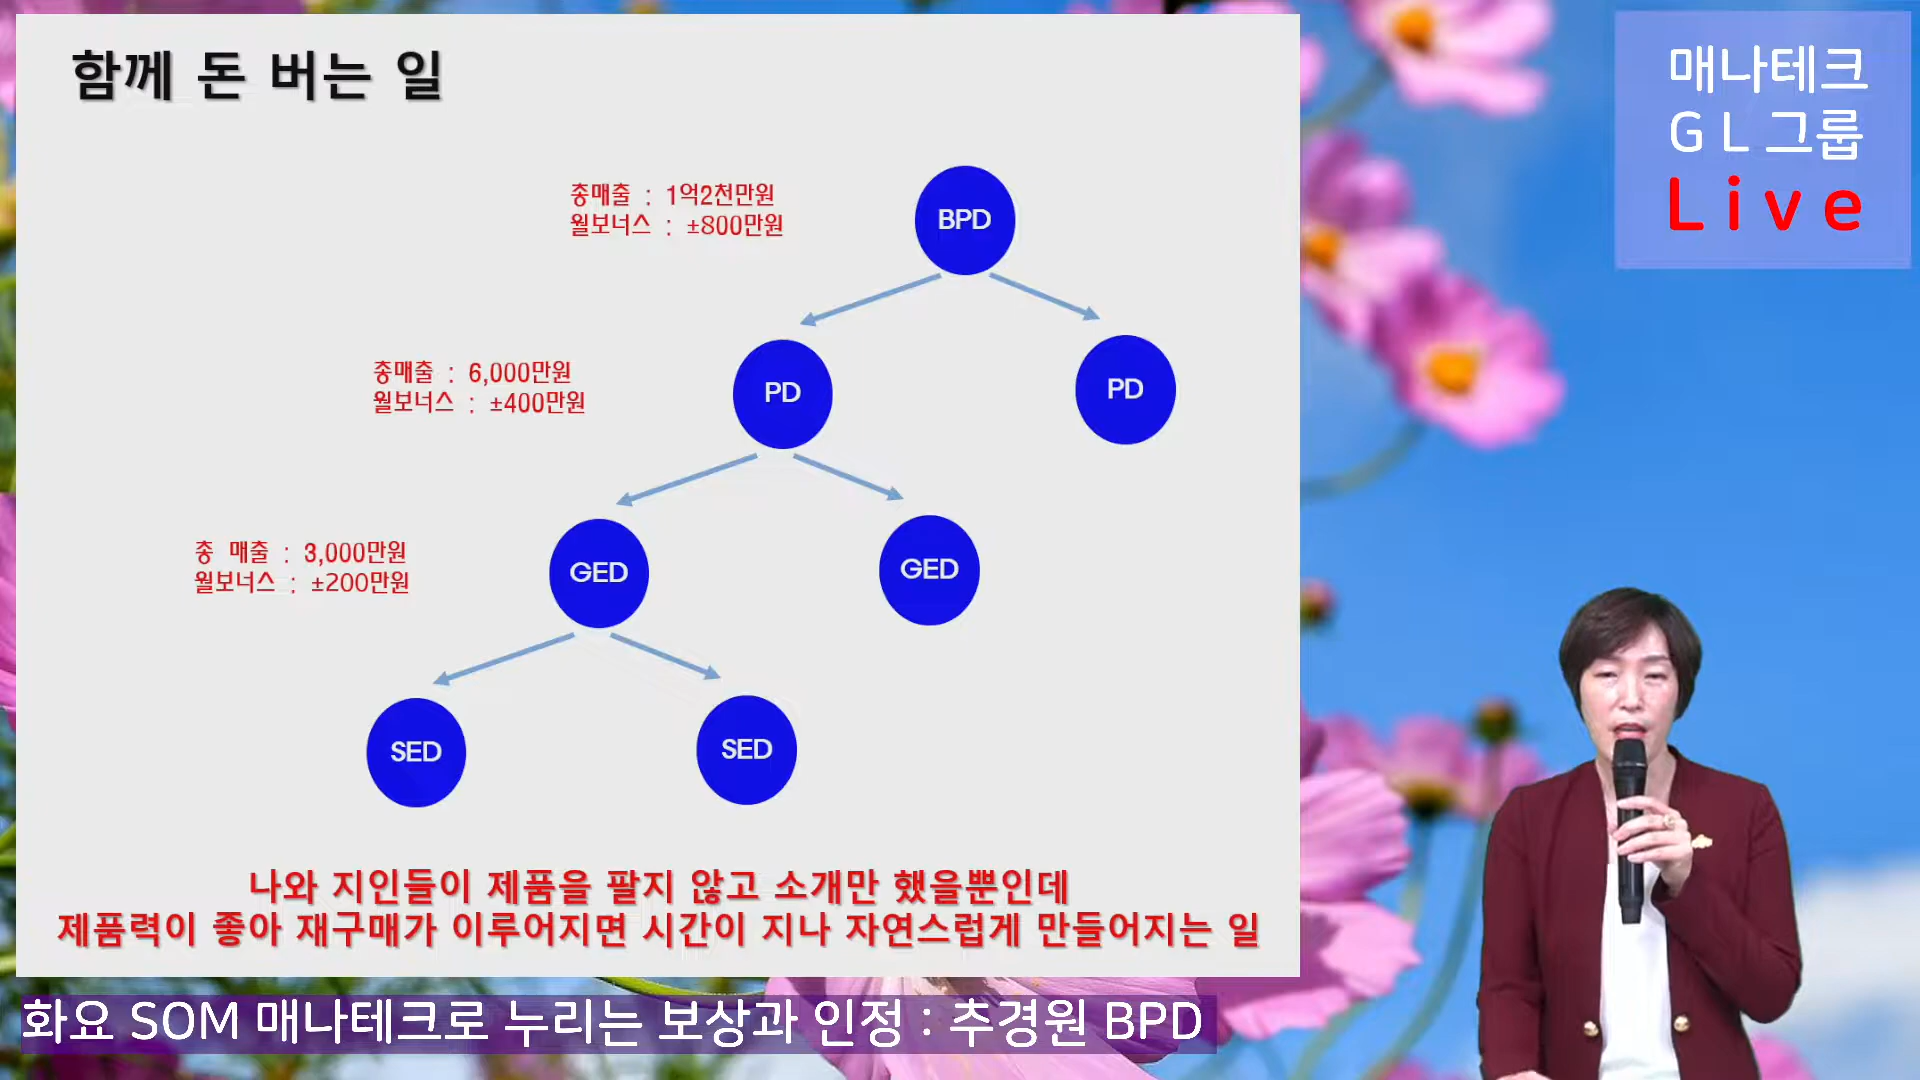 함께 돈 버는 일
매나테크
G L 그룹
Live
총매출 : 1억2천만원
월보너스 : ±800만원
BPD
총매출 : 6,000만원
월보너스 : ±400만원
PD
PD
총 매출 : 3,000만원
월보너스 : ±200만원
GED
GED
SED
SED
나와 지인들이 제품을 팔지 않고 소개만 했을뿐인데
제품력이 좋아 재구매가 이루어지면 시간이 지나 자연스럽게 만들어지는 일
화요 SOM 매나테크로 누리는 보상과 인정 : 추경원 BPD